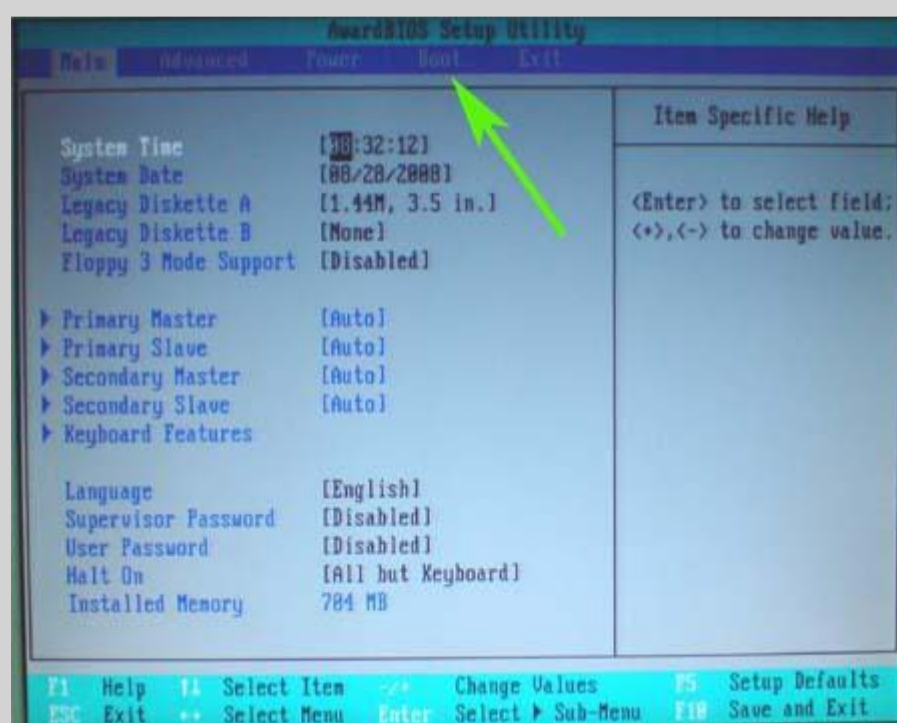 AwardBIOS Setup Utility
Main Advanced Power Boot Exit
Item Specific Help
System Time [08:32:12]
System Date [08/28/2008]
Legacy Diskette A [1.44M, 3.5 in.]
Legacy Diskette B [None]
Floppy 3 Mode Support [Disabled]
<Enter> to select field;
<+>,<-> to change value.
Primary Master [Auto]
Primary Slave [Auto]
Secondary Master [Auto]
Secondary Slave [Auto]
Keyboard Features
Language [English]
Supervisor Password [Disabled]
User Password [Disabled]
Halt On [All but Keyboard]
Installed Memory 704 MB
F1 Help ↑↓ Select Item -/+ Change Values F5 Setup Defaults
ESC Exit ↔ Select Menu Enter Select ▶ Sub-Menu F10 Save and Exit